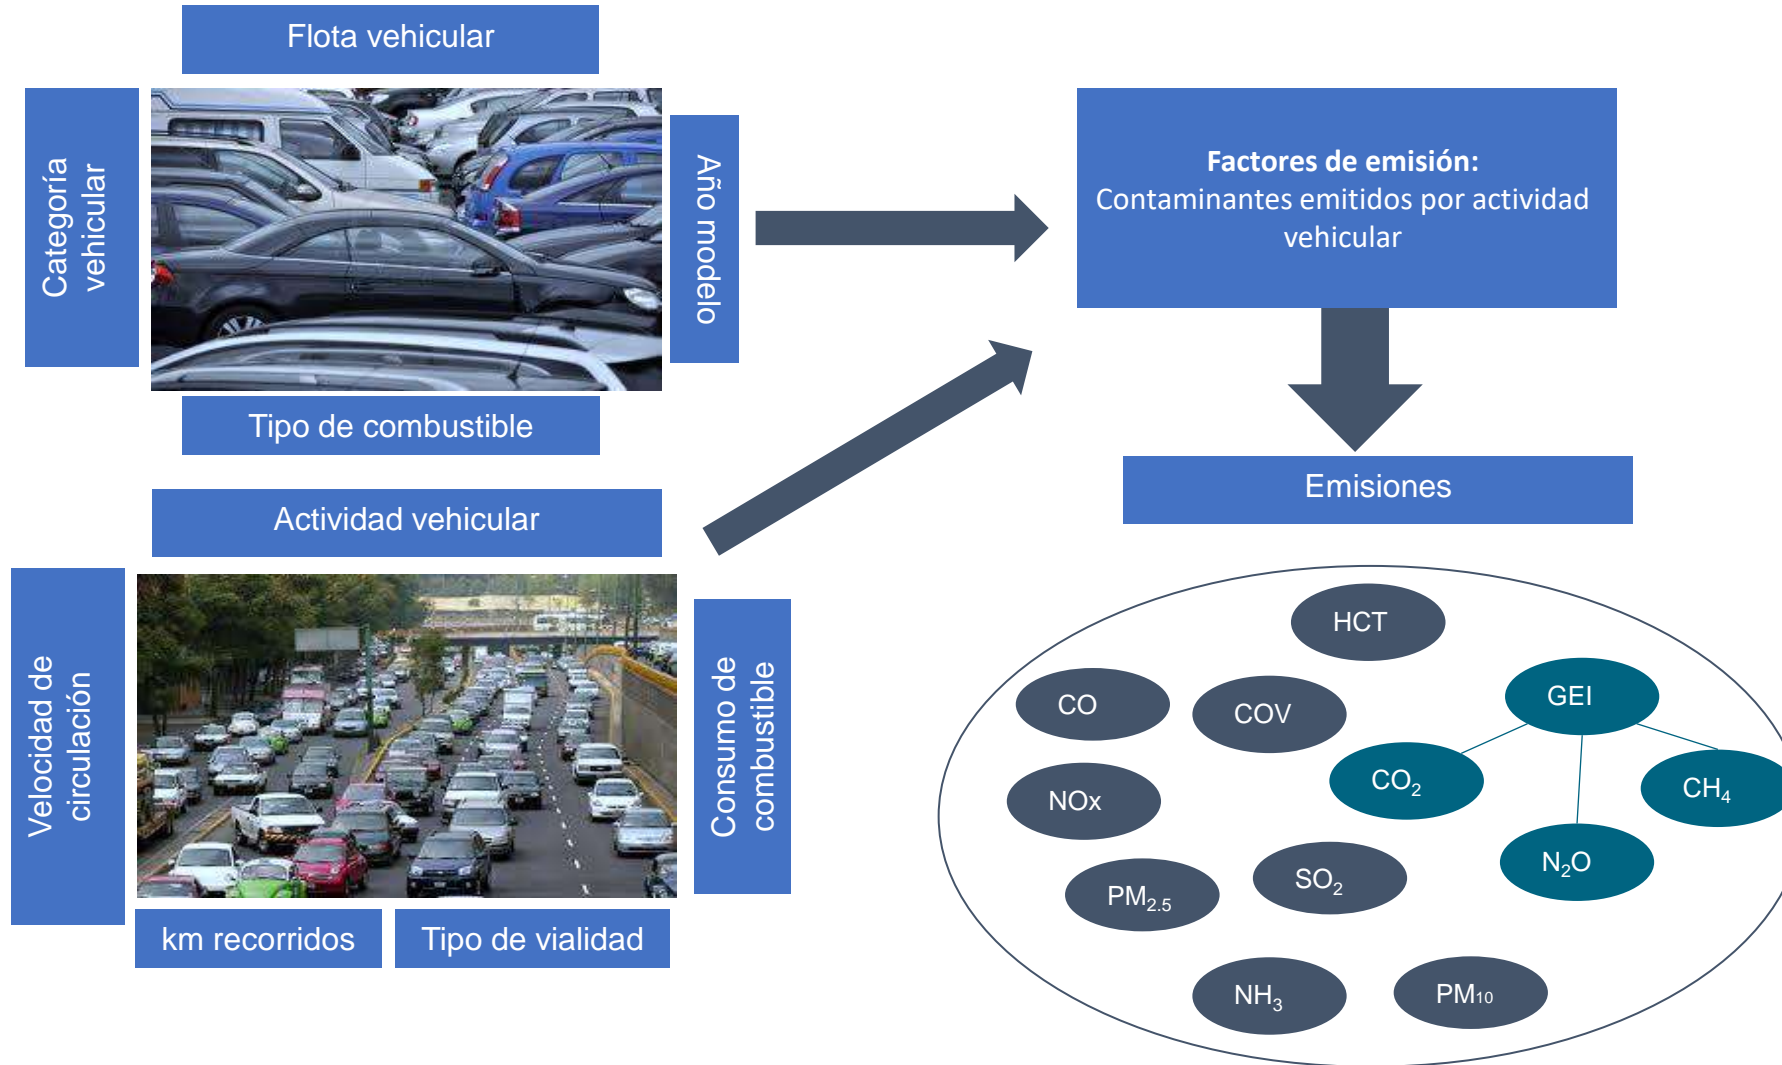 Flota vehicular
Categoría
vehicular
Año modelo
Tipo de combustible
Actividad vehicular
Velocidad de
circulación
Consumo de
combustible
km recorridos
Tipo de vialidad
Factores de emisión:
Contaminantes emitidos por actividad
vehicular
Emisiones
HCT
CO
COV
GEI
NOx
CO₂
CH₄
PM₂.₅
SO₂
N₂O
NH₃
PM₁₀